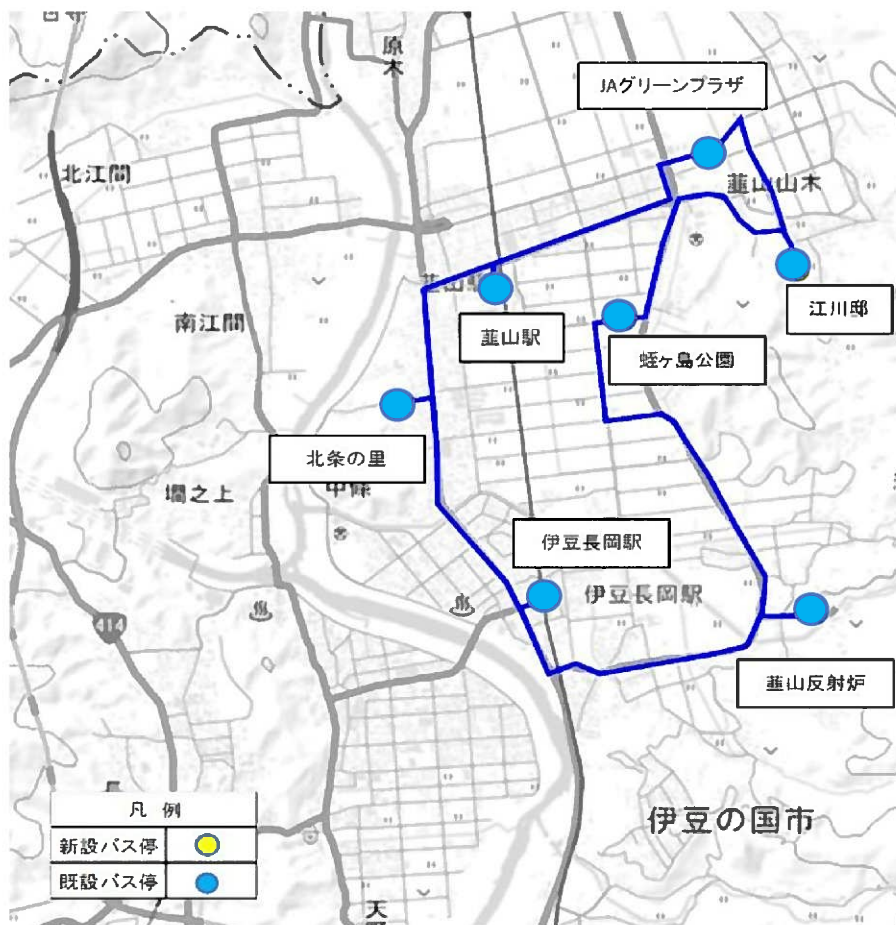 原木
JAグリーンプラザ
北江間
韮山山木
江川邸
南江間
韮山駅
蛭ヶ島公園
北条の里
墹之上
中條
伊豆長岡駅
伊豆長岡駅
414
韮山反射炉
伊豆の国市
凡 例
新設バス停
既設バス停